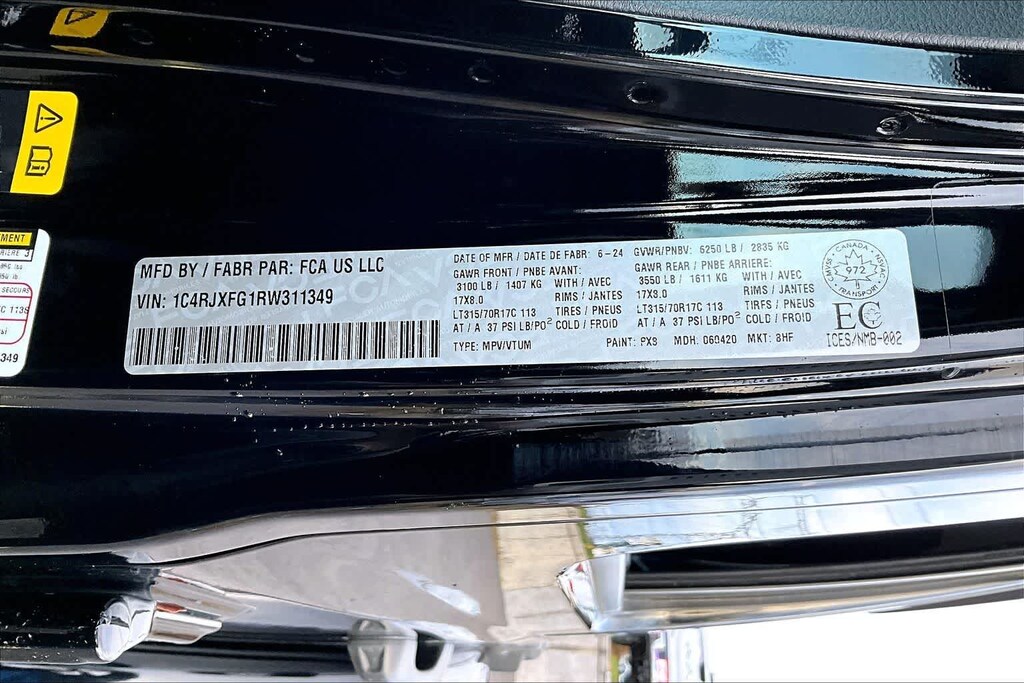 MFD BY / FABR PAR: FCA US LLC
VIN: 1C4RJXFG1RW311349
DATE OF MFR / DATE DE FABR: 6-24
GVWR/PNBV: 6250 LB / 2835 KG
GAWR FRONT / PNBE AVANT:
3100 LB / 1407 KG WITH / AVEC
17X8.0 RIMS / JANTES
LT315/70R17C 113 TIRES / PNEUS
AT / A 37 PSI LB/PO² COLD / FROID
GAWR REAR / PNBE ARRIERE:
3550 LB / 1611 KG WITH / AVEC
17X8.0 RIMS / JANTES
LT315/70R17C 113 TIRES / PNEUS
AT / A 37 PSI LB/PO² COLD / FROID
TYPE: MPV/VTUM
PAINT: PX8 MDH: 060420 MKT: 8HF
CANADA
972
EC
ICES/NMB-002
MENT
349